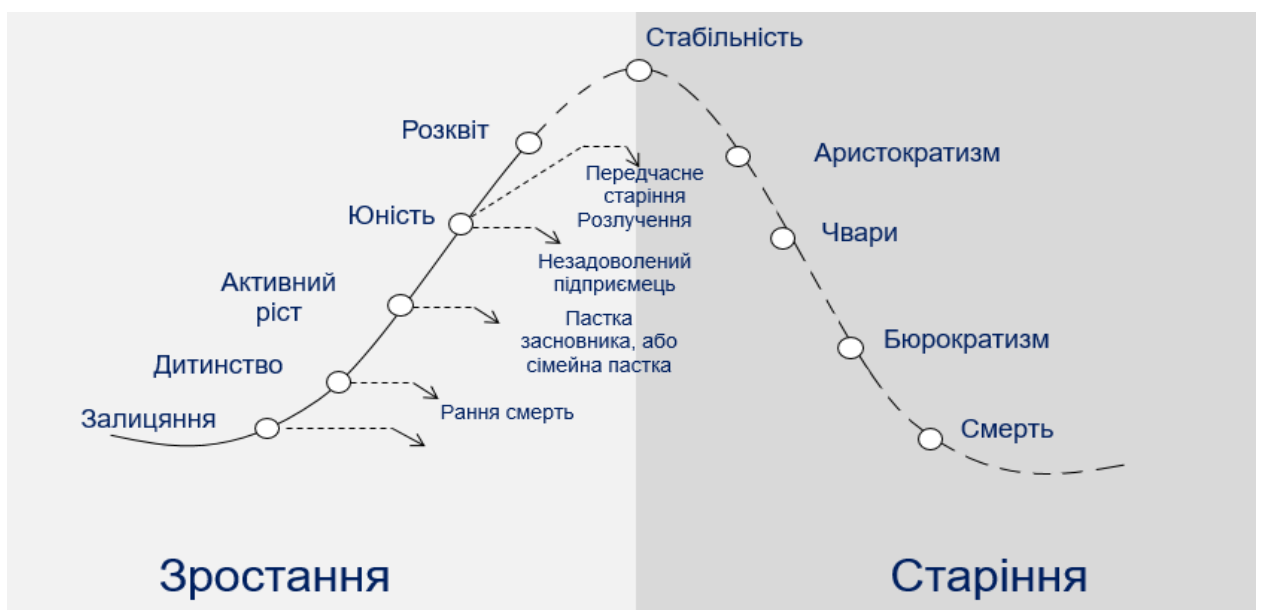 Стабільність
Розквіт
Аристократизм
Передчасне
старіння
Розлучення
Юність
Чвари
Незадоволений
підприємець
Активний
ріст
Пастка
засновника, або
сімейна пастка
Бюрократизм
Дитинство
Рання смерть
Залицяння
Смерть
Зростання
Старіння